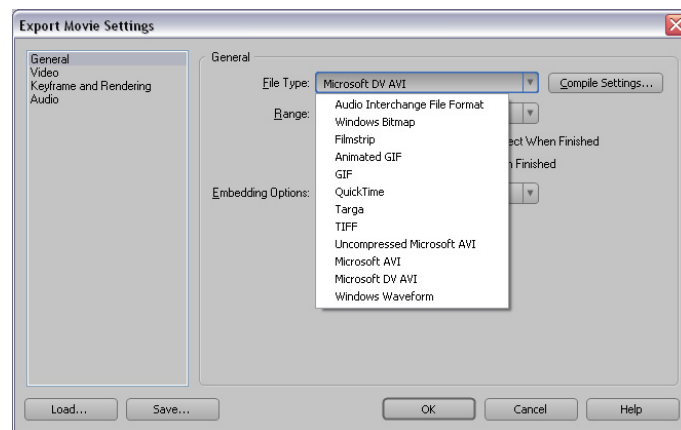 Export Movie Settings
General
Video
Keyframe and Rendering
Audio
General
File Type: Microsoft DV AVI Compile Settings...
Range:
Audio Interchange File Format
Windows Bitmap
Filmstrip
Animated GIF
GIF
QuickTime
Targa
TIFF
Uncompressed Microsoft AVI
Microsoft AVI
Microsoft DV AVI
Windows Waveform
When Finished
Finished
Embedding Options:
Load... Save... OK Cancel Help